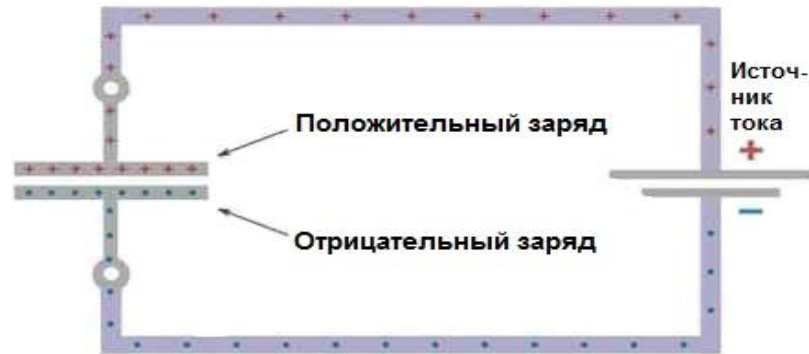 Источ-
ник
тока
Положительный заряд
Отрицательный заряд